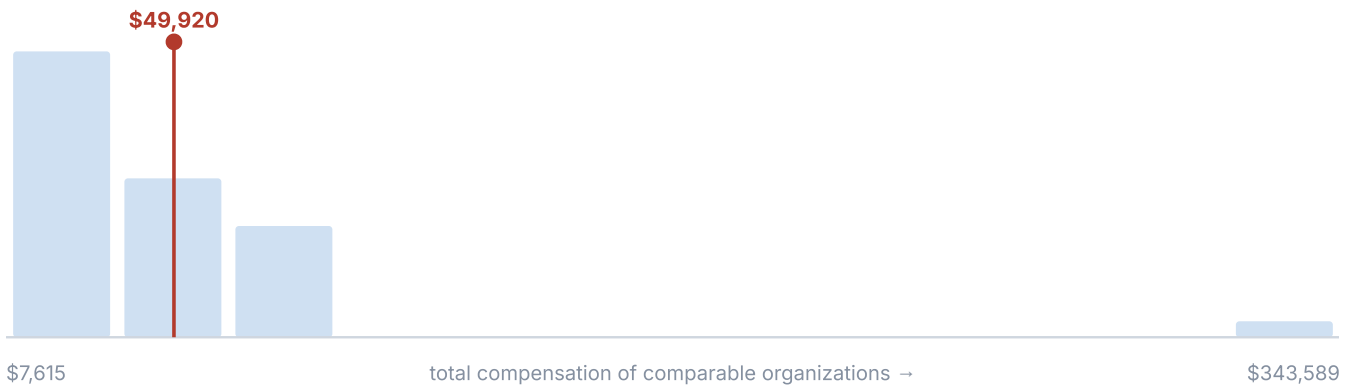 $49,920
$7,615
total compensation of comparable organizations →
$343,589